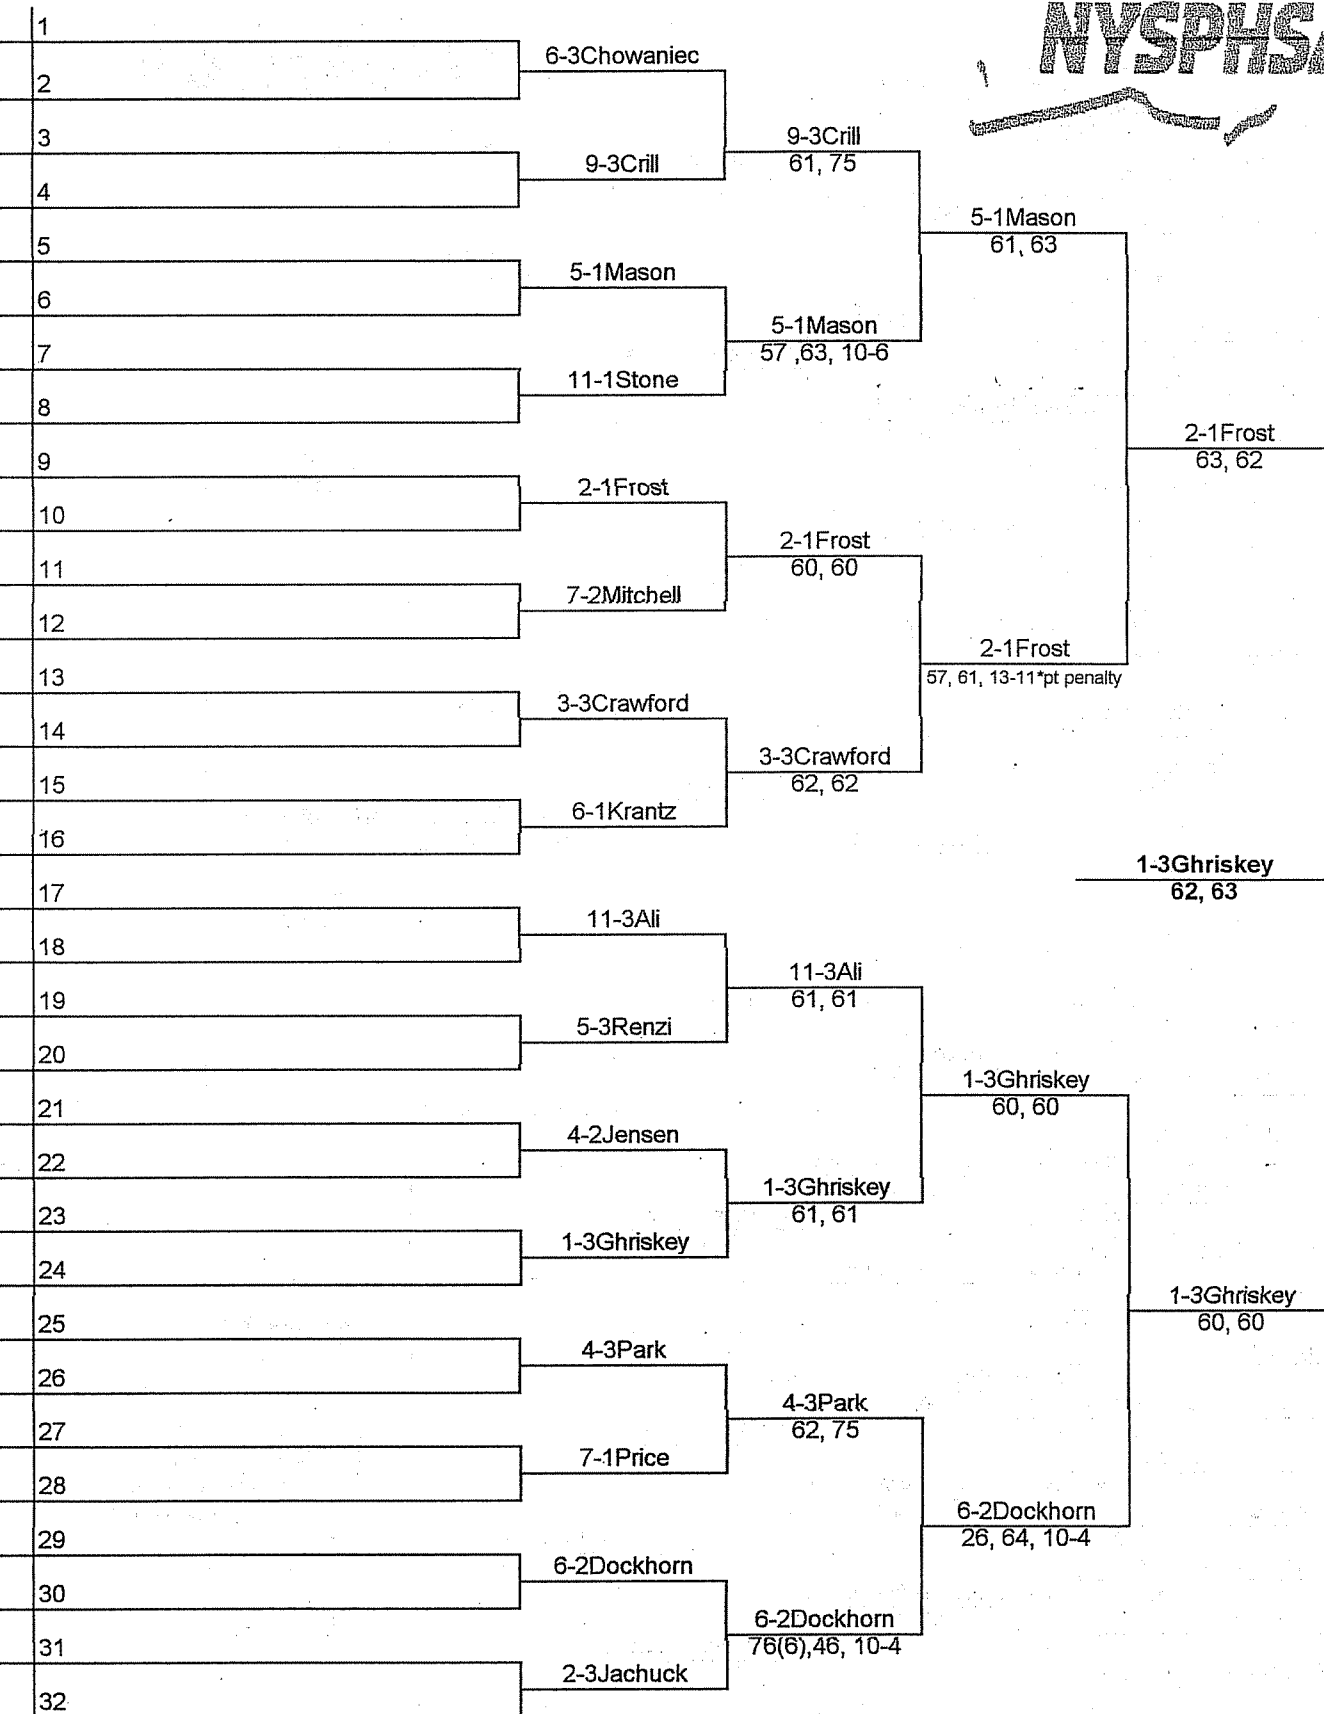 NYSPHSA
1
6-3Chowaniec
2
3
9-3Crill
9-3Crill
61, 75
4
5-1Mason
61, 63
5
5-1Mason
6
5-1Mason
57 ,63, 10-6
7
11-1Stone
8
2-1Frost
63, 62
9
2-1Frost
10
2-1Frost
60, 60
11
7-2Mitchell
12
2-1Frost
57, 61, 13-11*pt penalty
13
3-3Crawford
14
3-3Crawford
62, 62
15
6-1Krantz
16
1-3Ghriskey
62, 63
17
11-3Ali
18
11-3Ali
61, 61
19
5-3Renzi
20
1-3Ghriskey
60, 60
21
4-2Jensen
22
1-3Ghriskey
61, 61
23
1-3Ghriskey
24
1-3Ghriskey
60, 60
25
4-3Park
26
4-3Park
62, 75
27
7-1Price
28
6-2Dockhorn
26, 64, 10-4
29
6-2Dockhorn
30
6-2Dockhorn
76(6),46, 10-4
31
2-3Jachuck
32